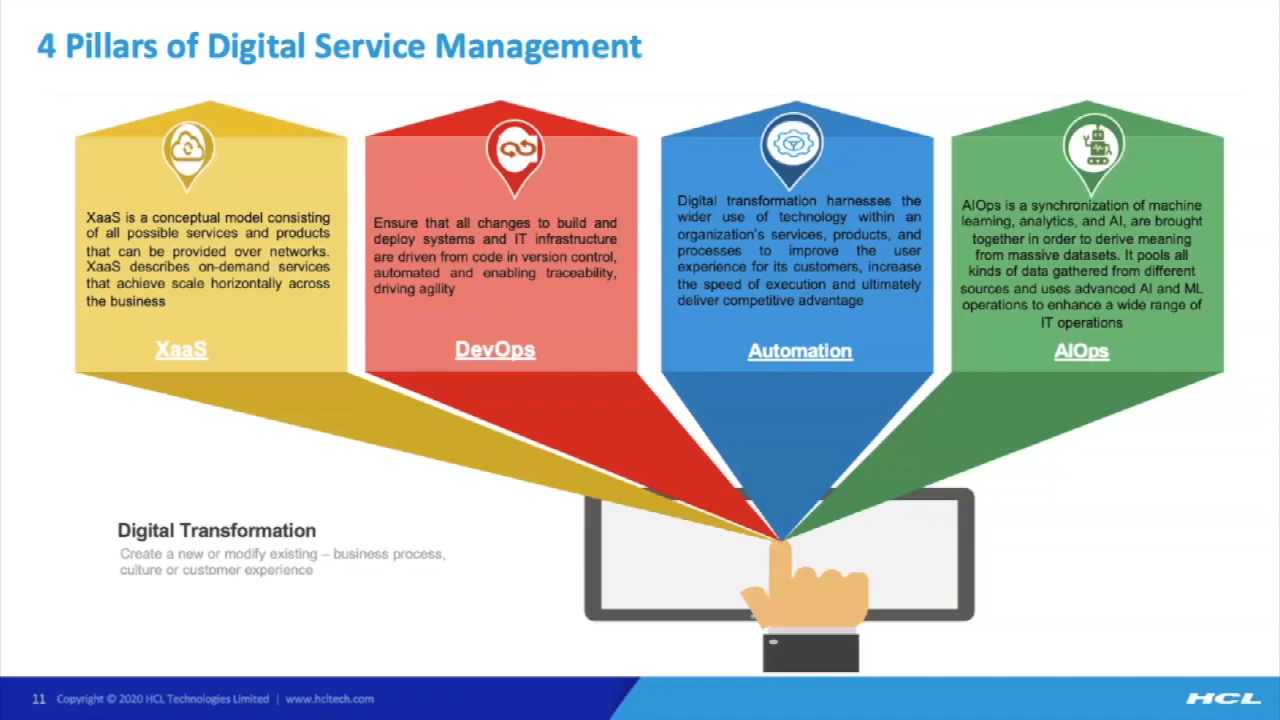 4 Pillars of Digital Service Management
XaaS is a conceptual model consisting
of all possible services and products
that can be provided over networks.
XaaS describes on-demand services
that achieve scale horizontally across
the business
XaaS
Ensure that all changes to build and
deploy systems and IT infrastructure
are driven from code in version control,
automated and enabling traceability,
driving agility
DevOps
Digital transformation harnesses the
wider use of technology within an
organization's services, products, and
processes to improve the user
experience for its customers, increase
the speed of execution and ultimately
deliver competitive advantage
Automation
AIOps is a synchronization of machine
learning, analytics, and AI, are brought
together in order to derive meaning
from massive datasets. It pools all
kinds of data gathered from different
sources and uses advanced AI and ML
operations to enhance a wide range of
IT operations
AIOps
Digital Transformation
Create a new or modify existing – business process,
culture or customer experience
11 Copyright © 2020 HCL Technologies Limited | www.hcltech.com
HCL